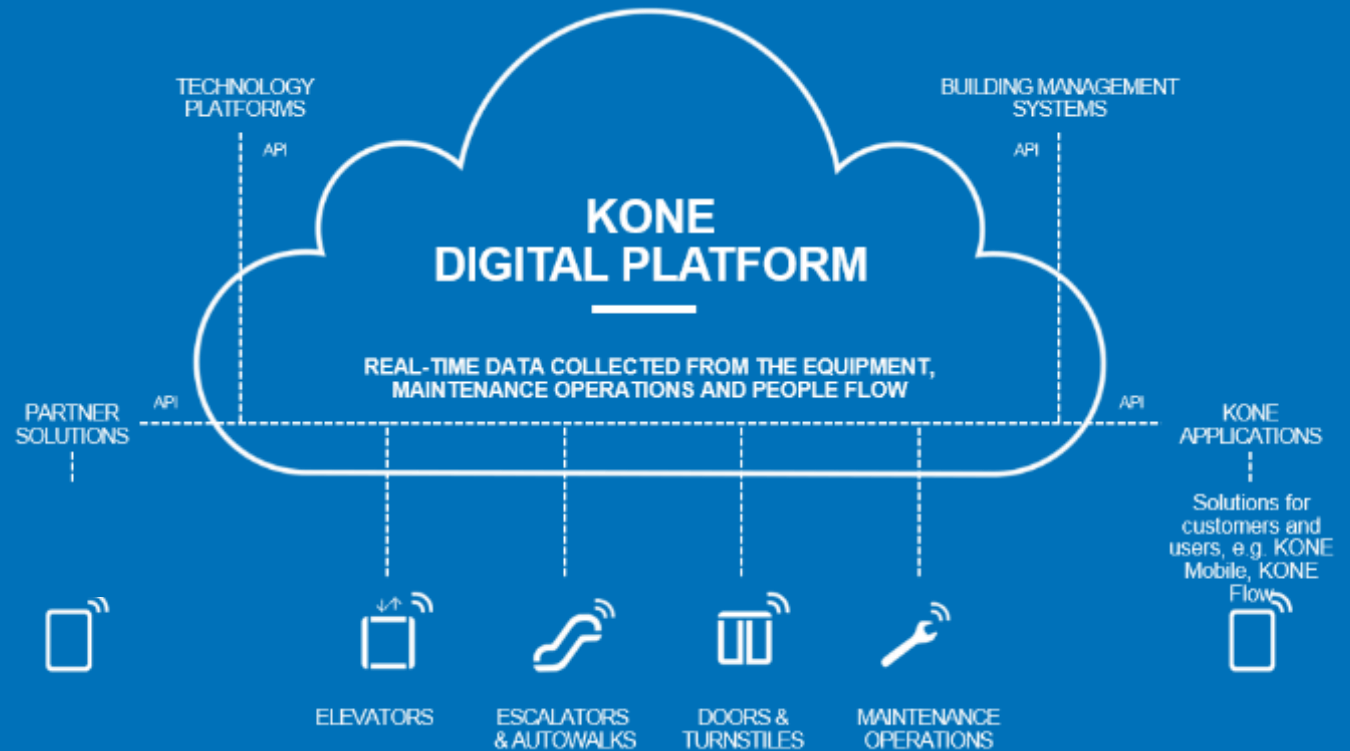 TECHNOLOGY
PLATFORMS
API
BUILDING MANAGEMENT
SYSTEMS
API
KONE
DIGITAL PLATFORM
REAL-TIME DATA COLLECTED FROM THE EQUIPMENT,
MAINTENANCE OPERATIONS AND PEOPLE FLOW
PARTNER
SOLUTIONS
API
API
KONE
APPLICATIONS
Solutions for
customers and
users, e.g. KONE
Mobile, KONE
Flow
ELEVATORS
ESCALATORS
& AUTOWALKS
DOORS &
TURNSTILES
MAINTENANCE
OPERATIONS